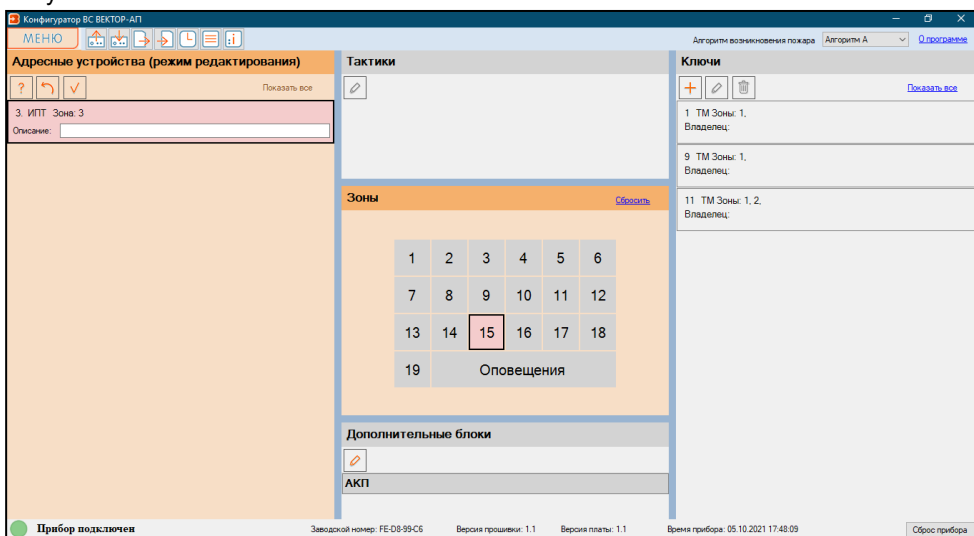 Конфигуратор ВС ВЕКТОР-АП
МЕНЮ
Алгоритм возникновения пожара Алгоритм А О программе
Адресные устройства (режим редактирования)
Показать все
3. ИПТ Зона: 3
Описание:
Тактики
Зоны Сбросить
1 2 3 4 5 6
7 8 9 10 11 12
13 14 15 16 17 18
19 Оповещения
Дополнительные блоки
АКП
Ключи
Показать все
1 ТМ Зоны: 1,
Владелец:
9 ТМ Зоны: 1,
Владелец:
11 ТМ Зоны: 1, 2,
Владелец:
Прибор подключен Заводской номер: FE-D8-99-C6 Версия прошивки: 1.1 Версия платы: 1.1 Время прибора: 05.10.2021 17:48:09 Сброс прибора